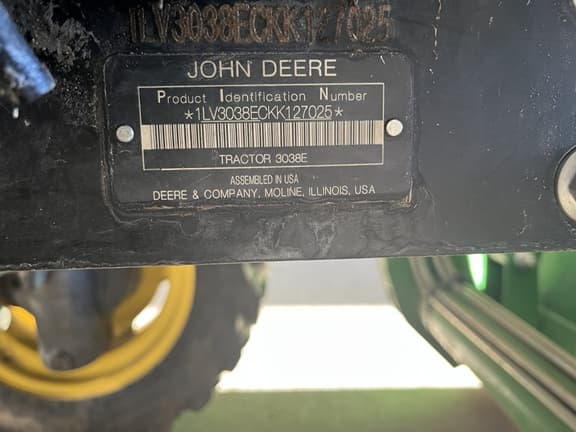 1LV3038ECKK127025
JOHN DEERE
Product Identification Number
*1LV3038ECKK127025*
TRACTOR 3038E
ASSEMBLED IN USA
DEERE & COMPANY, MOLINE, ILLINOIS, USA